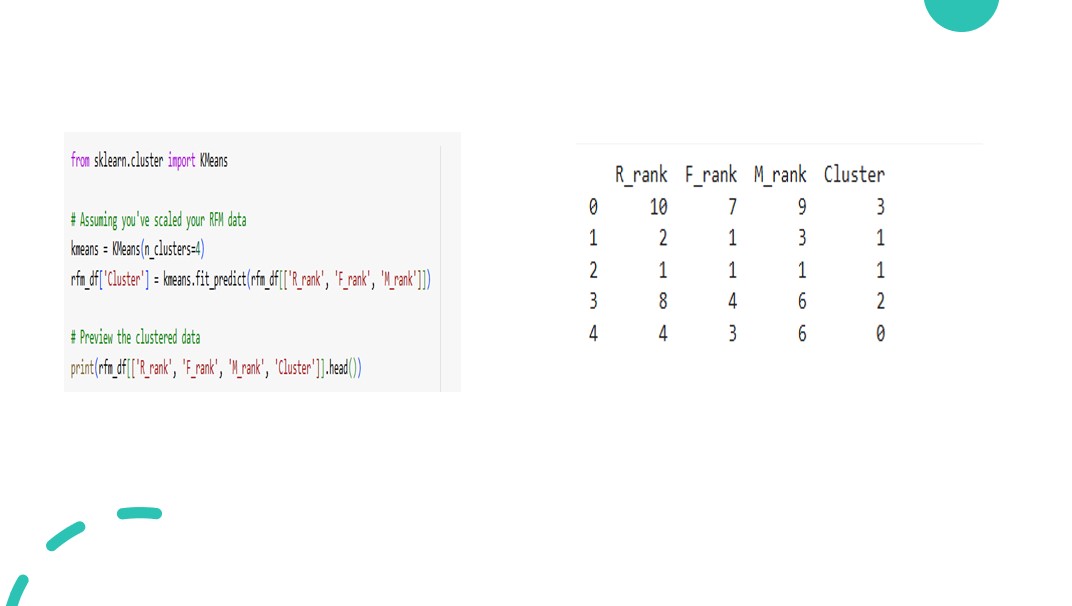 from sklearn.cluster import KMeans
# Assuming you've scaled your RFM data
kmeans = KMeans(n_clusters=4)
rfm_df['Cluster'] = kmeans.fit_predict(rfm_df[['R_rank', 'F_rank', 'M_rank']])
# Preview the clustered data
print(rfm_df[['R_rank', 'F_rank', 'M_rank', 'Cluster']].head())
R_rank F_rank M_rank Cluster
0 10 7 9 3
1 2 1 3 1
2 1 1 1 1
3 8 4 6 2
4 4 3 6 0